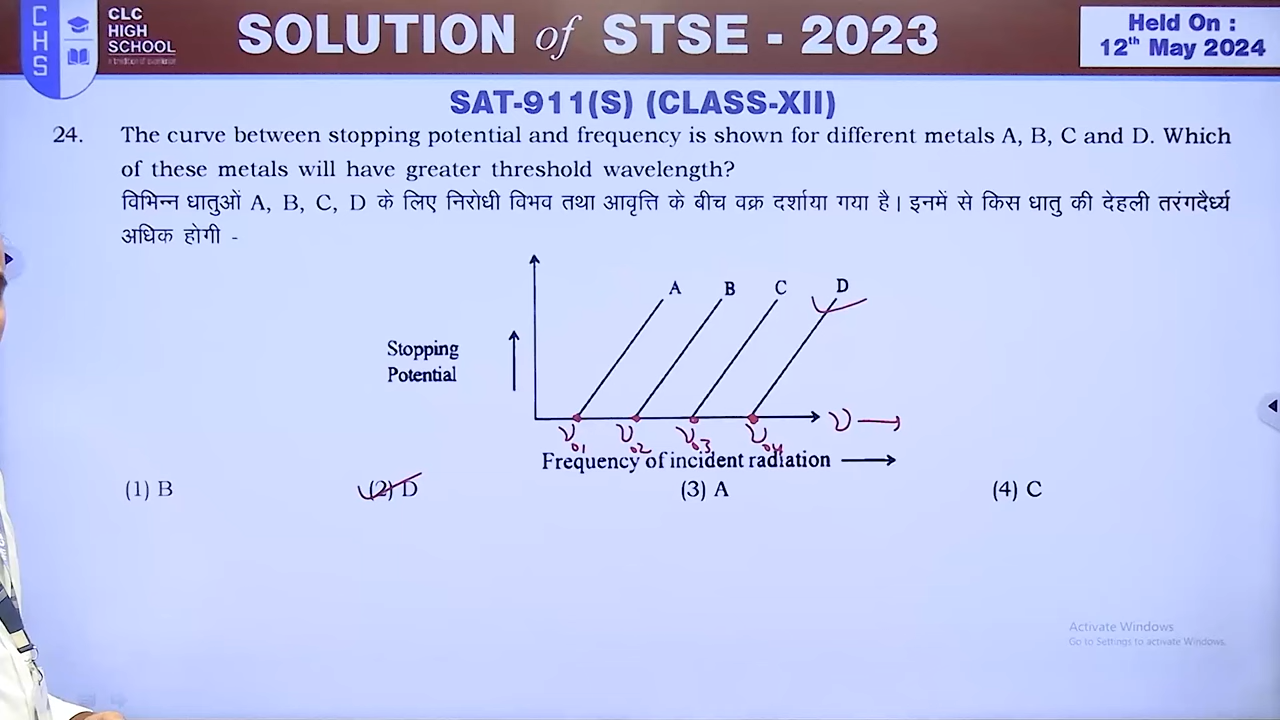 CHS
CLC
HIGH
SCHOOL
SOLUTION of STSE - 2023
Held On :
12th May 2024
SAT-911(S) (CLASS-XII)
24. The curve between stopping potential and frequency is shown for different metals A, B, C and D. Which
of these metals will have greater threshold wavelength?
विभिन्न धातुओं A, B, C, D के लिए निरोधी विभव तथा आवृत्ति के बीच वक्र दर्शाया गया है। इनमें से किस धातु की देहली तरंगदैर्ध्य
अधिक होगी -
A B C D
Stopping
Potential
ν
ν01 ν02 ν03 ν04
Frequency of incident radiation
(1) B (2) D (3) A (4) C
Activate Windows
Go to Settings to activate Windows.